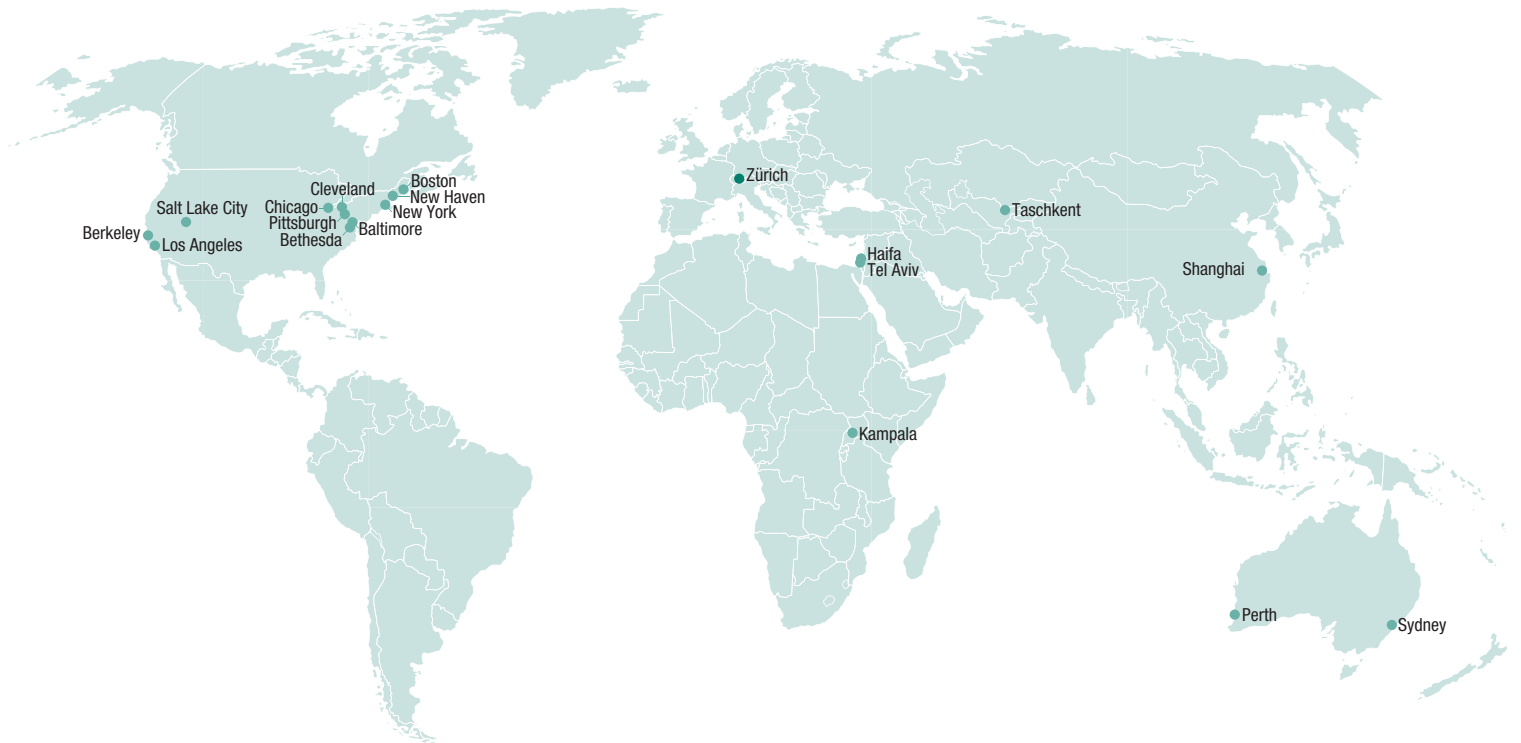 Zürich
Boston
Cleveland
New Haven
Salt Lake City
Chicago
New York
Taschkent
Pittsburgh
Baltimore
Berkeley
Bethesda
Los Angeles
Haifa
Tel Aviv
Shanghai
Kampala
Perth
Sydney